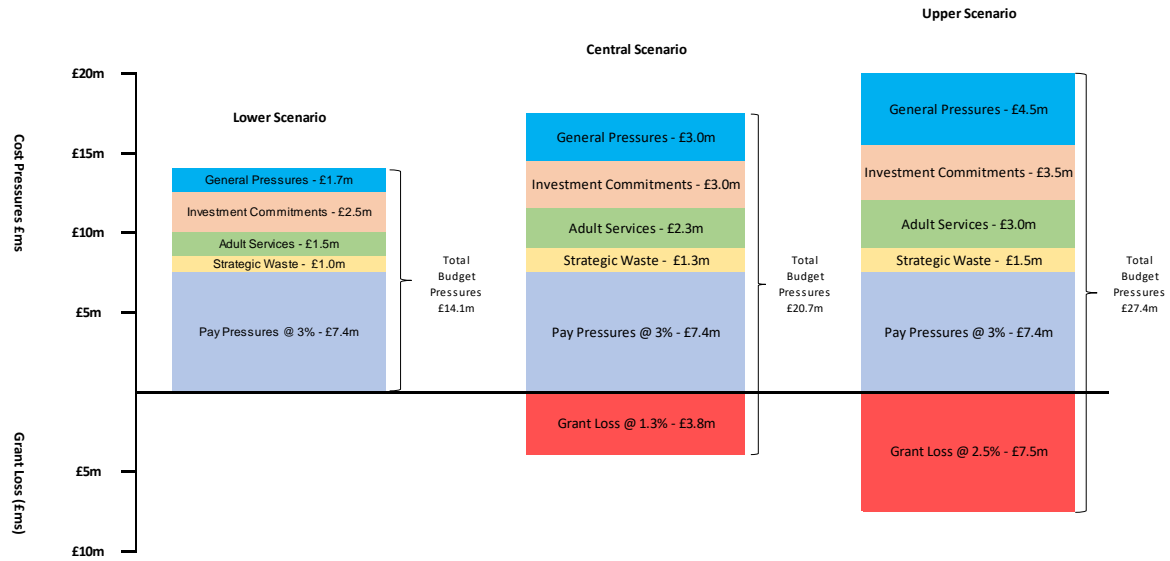 Upper Scenario
Central Scenario
Lower Scenario
Cost Pressures £ms
£20m
£15m
£10m
£5m
General Pressures - £1.7m
Investment Commitments - £2.5m
Adult Services - £1.5m
Strategic Waste - £1.0m
Pay Pressures @ 3% - £7.4m
Total
Budget
Pressures
£14.1m
General Pressures - £3.0m
Investment Commitments - £3.0m
Adult Services - £2.3m
Strategic Waste - £1.3m
Pay Pressures @ 3% - £7.4m
Grant Loss @ 1.3% - £3.8m
Total
Budget
Pressures
£20.7m
General Pressures - £4.5m
Investment Commitments - £3.5m
Adult Services - £3.0m
Strategic Waste - £1.5m
Pay Pressures @ 3% - £7.4m
Grant Loss @ 2.5% - £7.5m
Total
Budget
Pressures
£27.4m
Grant Loss (£ms)
£5m
£10m